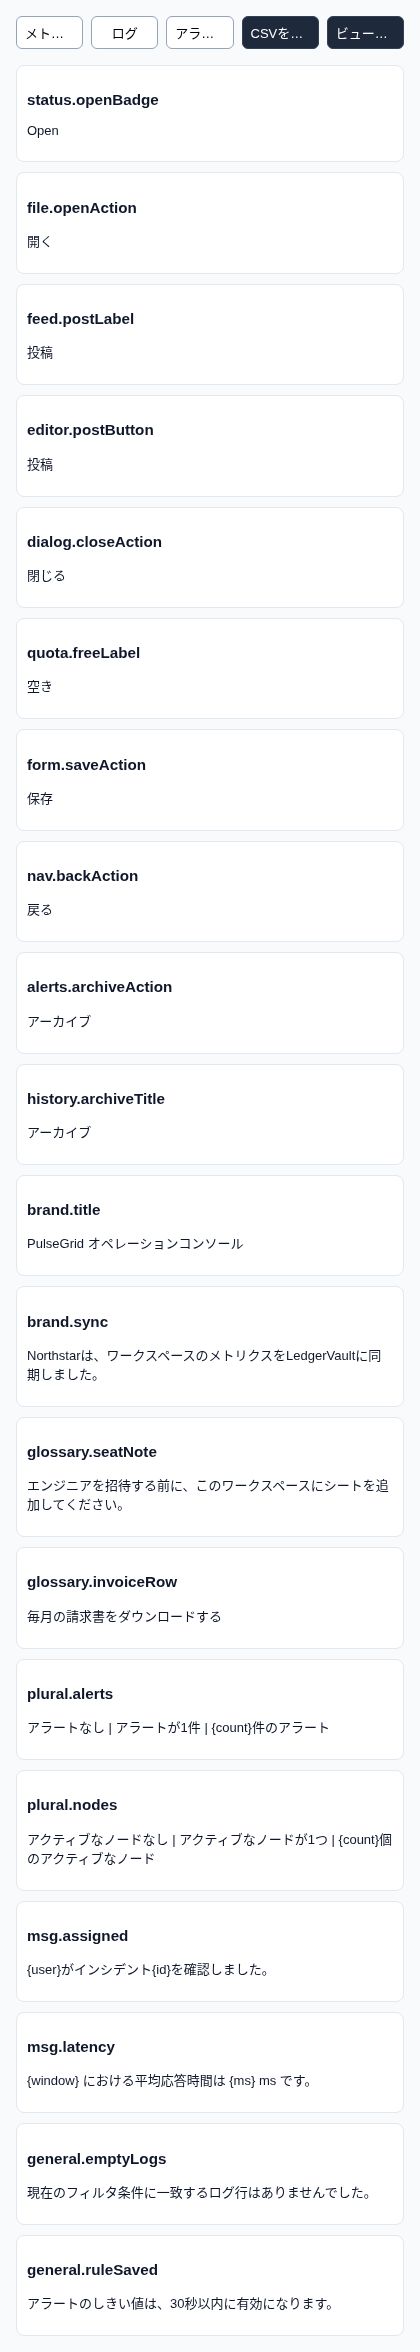 メト…
ログ
アラ…
CSVを…
ビュー…
status.openBadge
Open
file.openAction
開く
feed.postLabel
投稿
editor.postButton
投稿
dialog.closeAction
閉じる
quota.freeLabel
空き
form.saveAction
保存
nav.backAction
戻る
alerts.archiveAction
アーカイブ
history.archiveTitle
アーカイブ
brand.title
PulseGrid オペレーションコンソール
brand.sync
Northstarは、ワークスペースのメトリクスをLedgerVaultに同
期しました。
glossary.seatNote
エンジニアを招待する前に、このワークスペースにシートを追
加してください。
glossary.invoiceRow
毎月の請求書をダウンロードする
plural.alerts
アラートなし | アラートが1件 | {count}件のアラート
plural.nodes
アクティブなノードなし | アクティブなノードが1つ | {count}個
のアクティブなノード
msg.assigned
{user}がインシデント{id}を確認しました。
msg.latency
{window} における平均応答時間は {ms} ms です。
general.emptyLogs
現在のフィルタ条件に一致するログ行はありませんでした。
general.ruleSaved
アラートのしきい値は、30秒以内に有効になります。